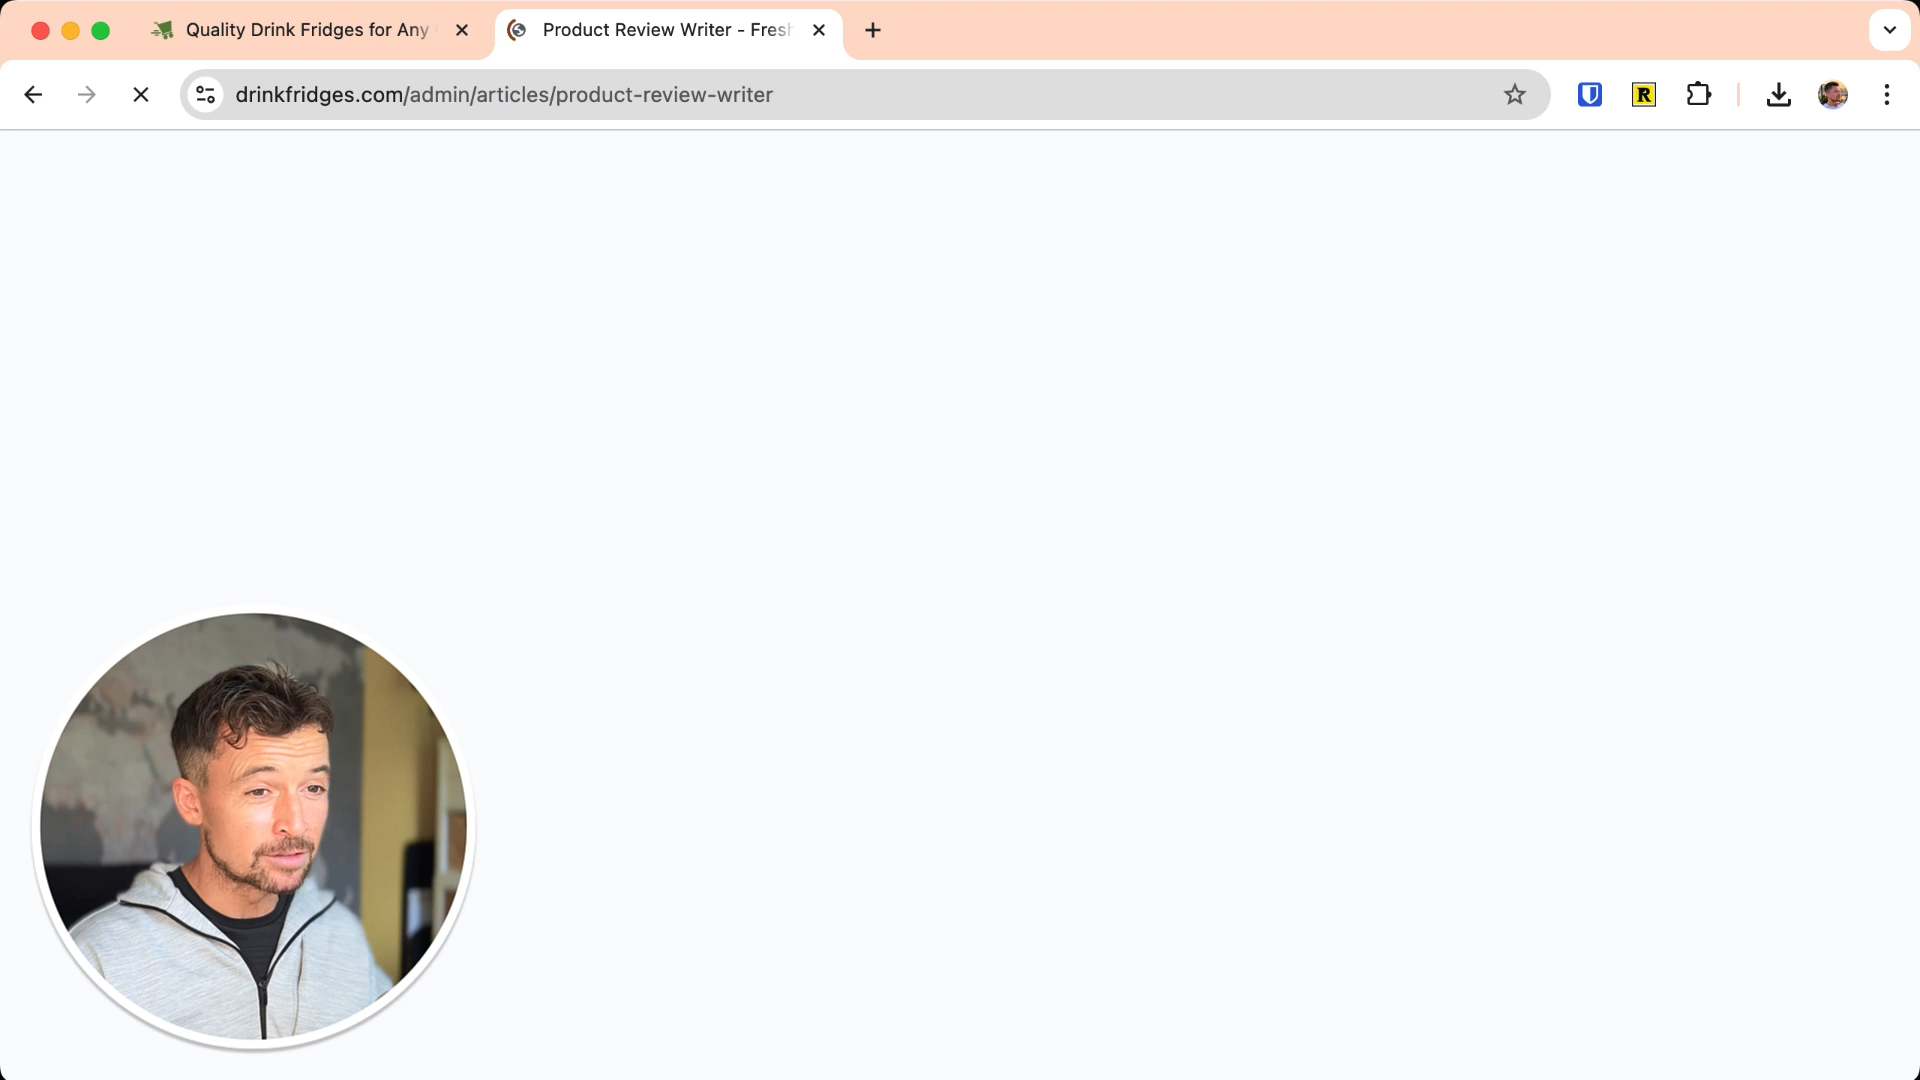 Quality Drink Fridges for Any
Product Review Writer - Fresh
drinkfridges.com/admin/articles/product-review-writer
R